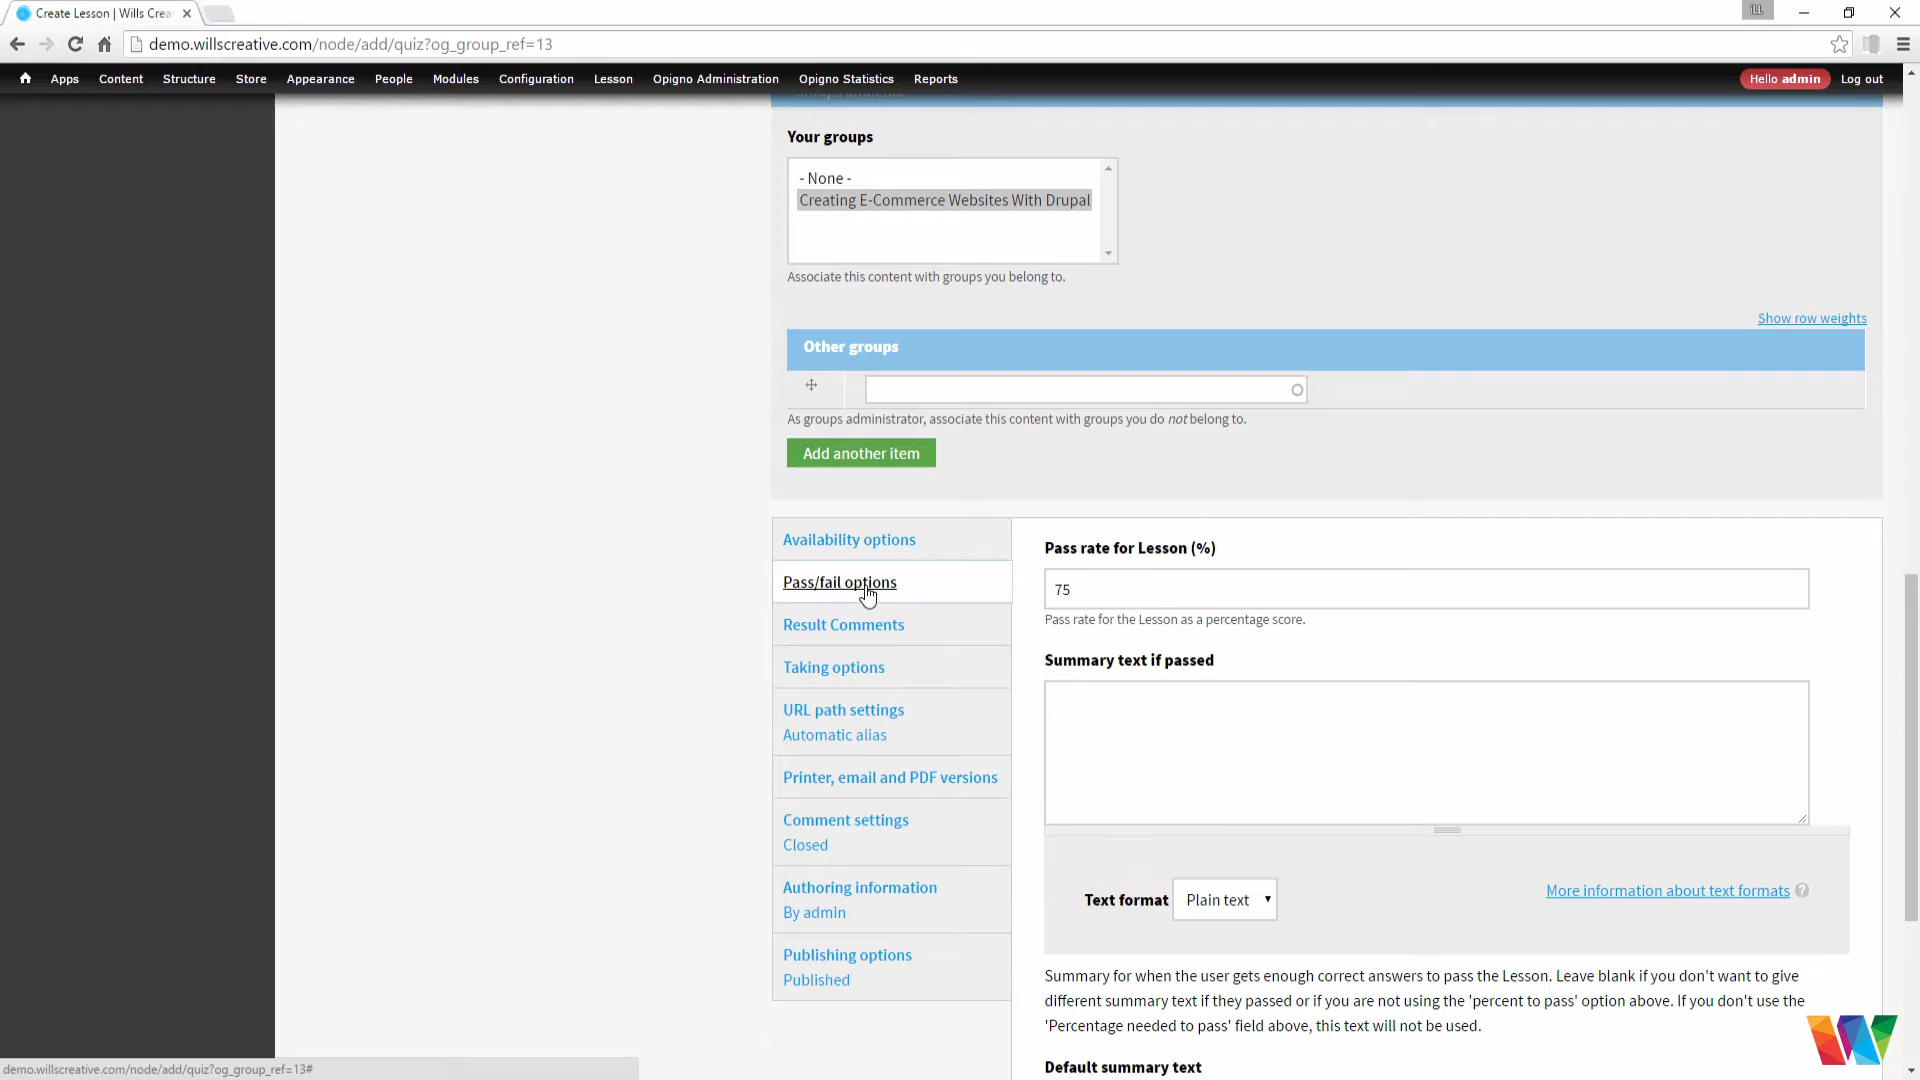 Create Lesson | Wills Crea
iLL
demo.willscreative.com/node/add/quiz?og_group_ref=13
Apps Content Structure Store Appearance People Modules Configuration Lesson Opigno Administration Opigno Statistics Reports Hello admin Log out
Groups audience
Your groups
- None -
Creating E-Commerce Websites With Drupal
Associate this content with groups you belong to.
Show row weights
Other groups
As groups administrator, associate this content with groups you do not belong to.
Add another item
Availability options
Pass/fail options
Result Comments
Taking options
URL path settings
Automatic alias
Printer, email and PDF versions
Comment settings
Closed
Authoring information
By admin
Publishing options
Published
Pass rate for Lesson (%)
75
Pass rate for the Lesson as a percentage score.
Summary text if passed
Text format Plain text
More information about text formats ?
Summary for when the user gets enough correct answers to pass the Lesson. Leave blank if you don't want to give
different summary text if they passed or if you are not using the 'percent to pass' option above. If you don't use the
'Percentage needed to pass' field above, this text will not be used.
Default summary text
demo.willscreative.com/node/add/quiz?og_group_ref=13#